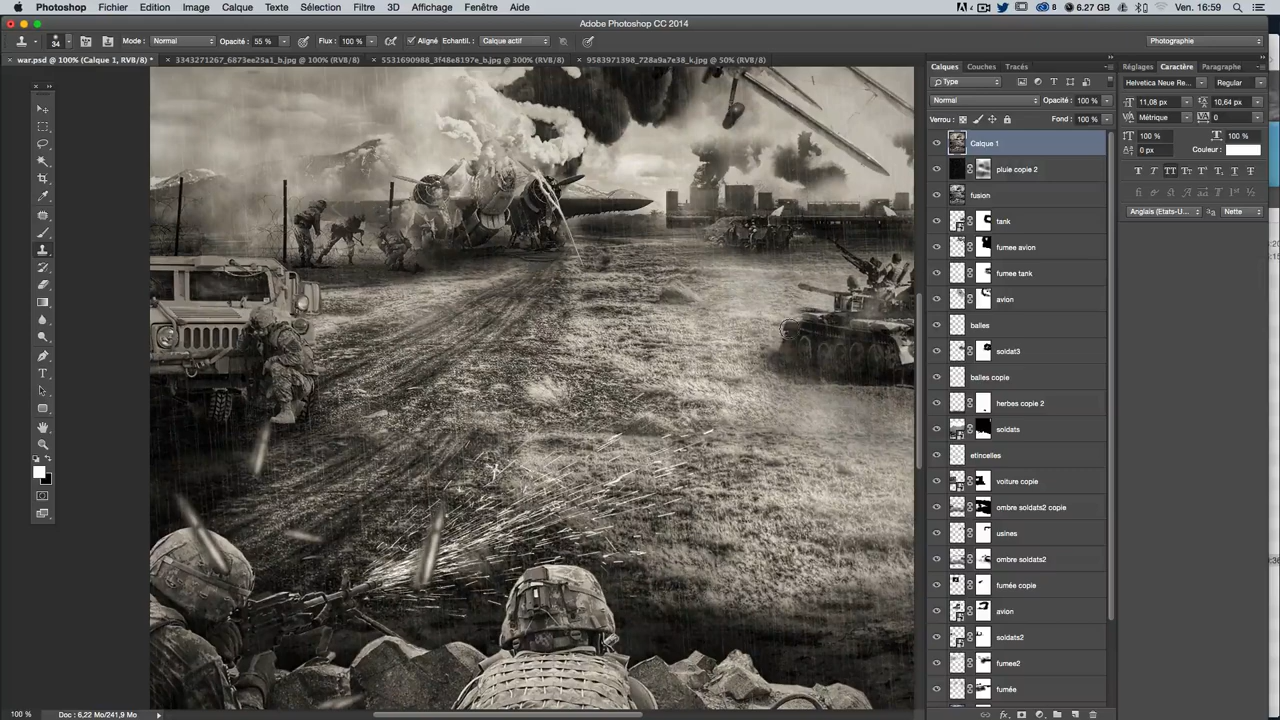 Photoshop Fichier Edition Image Calque Texte Sélection Filtre 3D Affichage Fenêtre Aide 4 8 6.27 GB Ven. 16:59
Adobe Photoshop CC 2014
34 Mode: Normal Opacité: 55 % Flux: 100 % Aligné Echantil.: Calque actif Photographie
war.psd @ 100% (Calque 1, RVB/8) * 3343271267_6873ee25a1_b.jpg @ 100% (RVB/8) 5531690988_3f48e8197e_b.jpg @ 300% (RVB/8) 9583971398_728a9a7e38_k.jpg @ 50% (RVB/8)
Calques Couches Tracés Réglages Caractère Paragraphe
Type Helvetica Neue Re... Regular
Normal Opacité: 100 % 11,08 px 10,64 px
Verrou: Fond: 100 % Métrique 0
100 % 100 %
0 px Couleur :
Anglais (Etats-U... aa Nette
Calque 1
pluie copie 2
fusion
tank
fumee avion
fumee tank
avion
balles
soldat3
balles copie
herbes copie 2
soldats
etincelles
voiture copie
ombre soldats2 copie
usines
ombre soldats2
fumée copie
avion
soldats2
fumee2
fumée
100 % Doc : 6,22 Mo/241,9 Mo